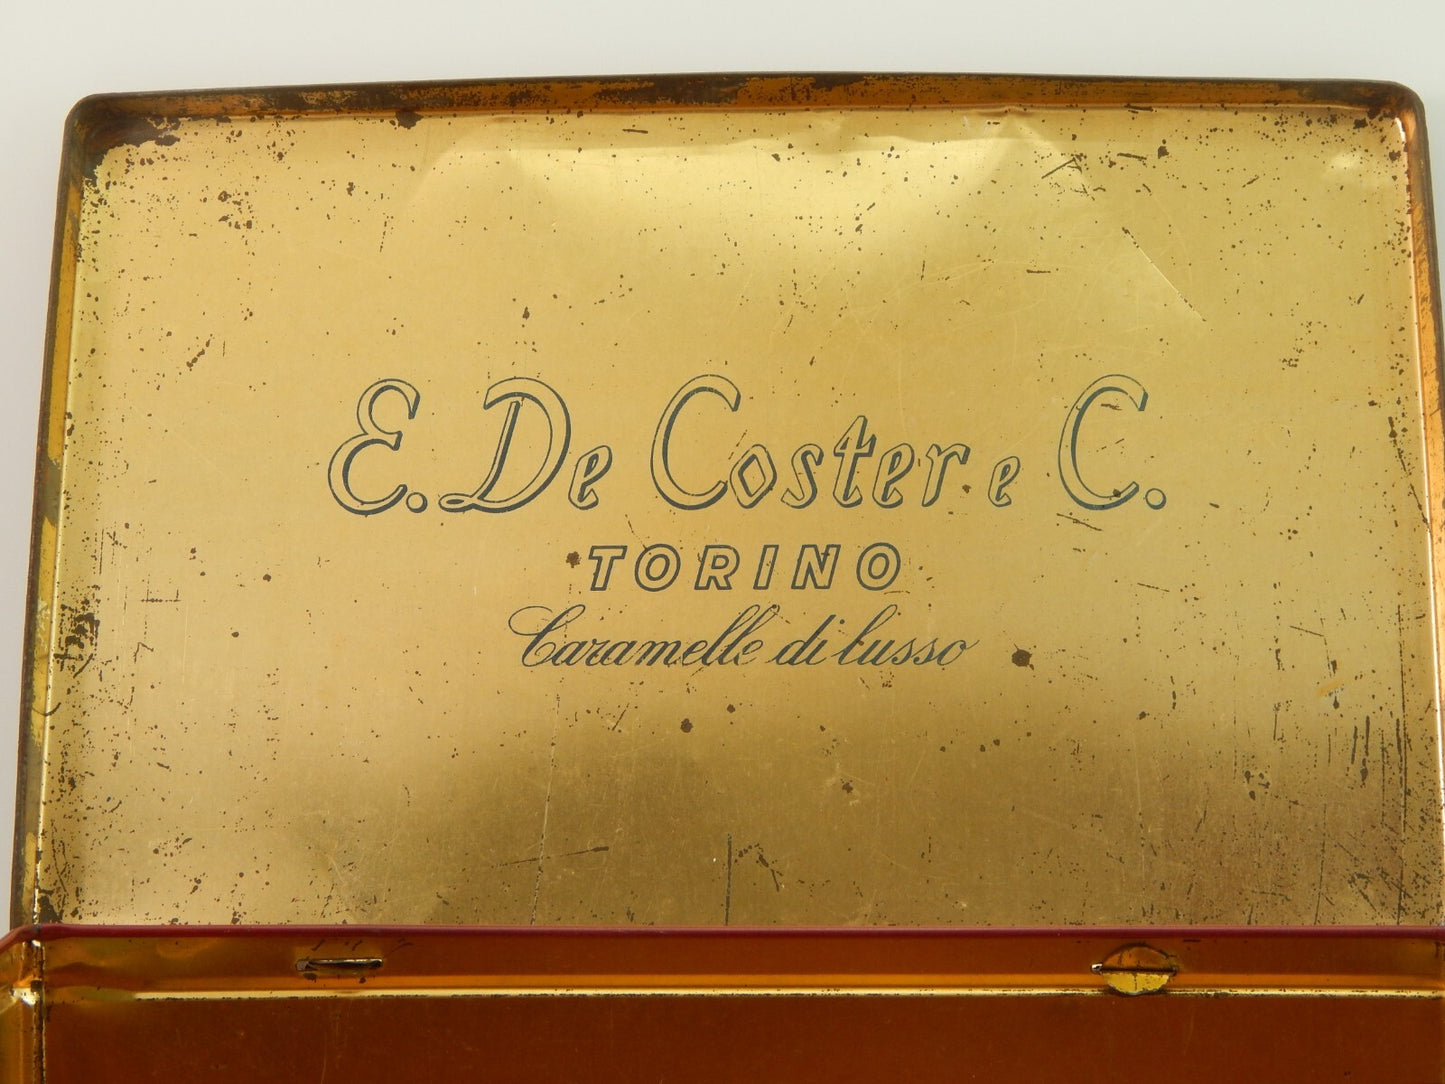 E. De Coster e C.
TORINO
Caramelle di lusso